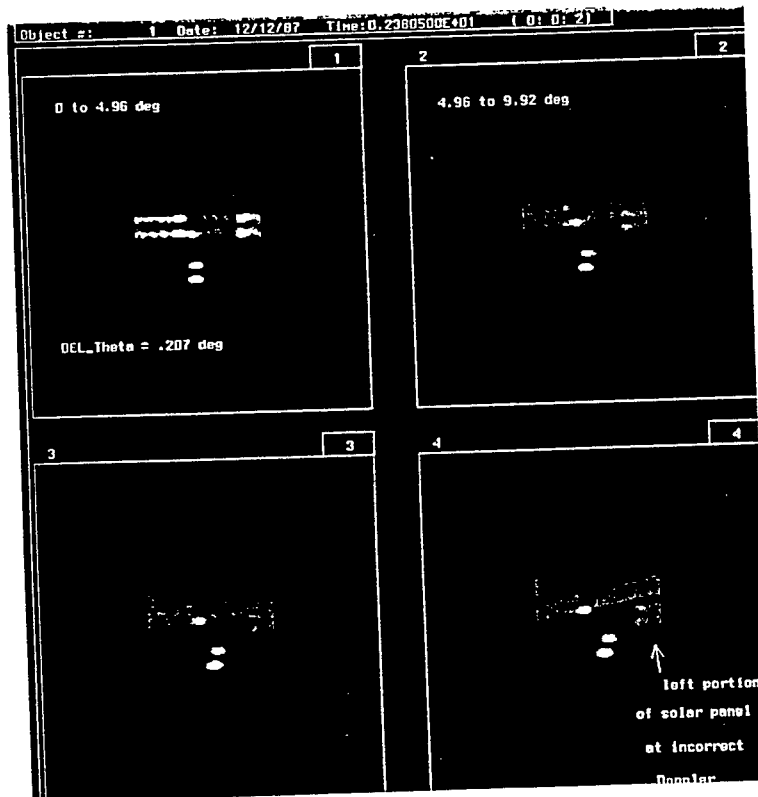 Object #: 1 Date: 12/12/87 Time:0.2380500E+01 ( 0: 0: 2)
1
2
2
0 to 4.96 deg
4.96 to 9.92 deg
DEL_Theta = .207 deg
3
3
4
4
left portion
of solar panel
at incorrect
Doppler